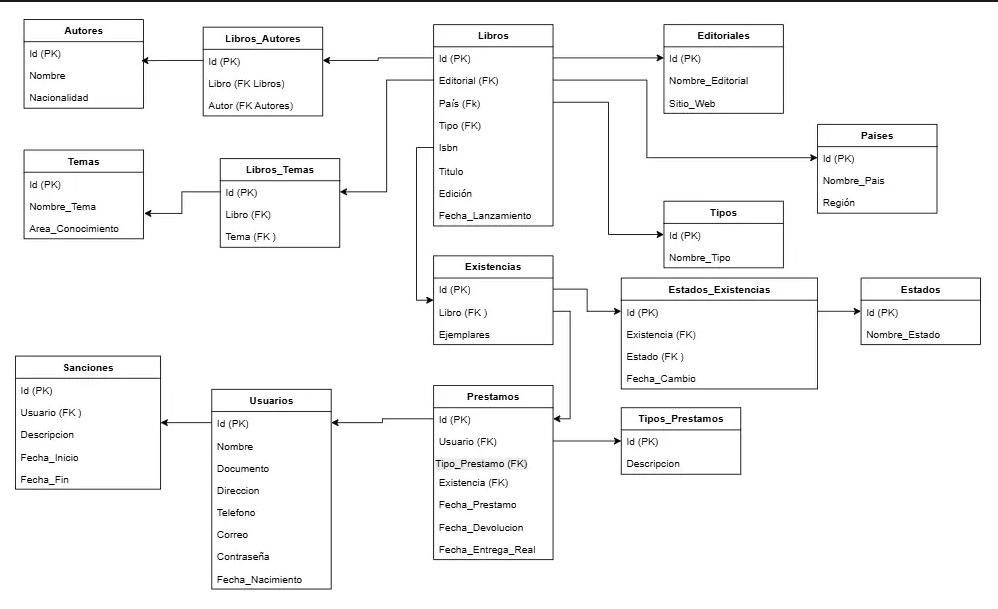 Autores
Id (PK)
Nombre
Nacionalidad
Libros_Autores
Id (PK)
Libro (FK Libros)
Autor (FK Autores)
Libros
Id (PK)
Editorial (FK)
País (Fk)
Tipo (FK)
Isbn
Titulo
Edición
Fecha_Lanzamiento
Editoriales
Id (PK)
Nombre_Editorial
Sitio_Web
Paises
Id (PK)
Nombre_Pais
Región
Temas
Id (PK)
Nombre_Tema
Area_Conocimiento
Libros_Temas
Id (PK)
Libro (FK)
Tema (FK )
Tipos
Id (PK)
Nombre_Tipo
Existencias
Id (PK)
Libro (FK )
Ejemplares
Estados_Existencias
Id (PK)
Existencia (FK)
Estado (FK )
Fecha_Cambio
Estados
Id (PK)
Nombre_Estado
Sanciones
Id (PK)
Usuario (FK )
Descripcion
Fecha_Inicio
Fecha_Fin
Usuarios
Id (PK)
Nombre
Documento
Direccion
Telefono
Correo
Contraseña
Fecha_Nacimiento
Prestamos
Id (PK)
Usuario (FK)
Tipo_Prestamo (FK)
Existencia (FK)
Fecha_Prestamo
Fecha_Devolucion
Fecha_Entrega_Real
Tipos_Prestamos
Id (PK)
Descripcion